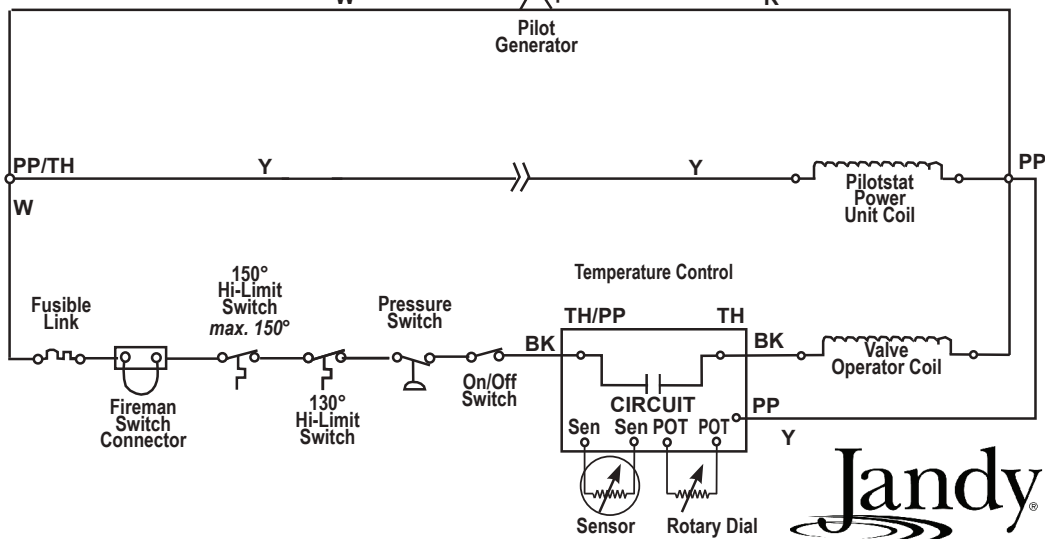 Pilot
Generator
PP/TH
Y
Y
PP
W
Pilotstat
Power
Unit Coil
Temperature Control
150°
Hi-Limit
Switch
max. 150°
Fusible
Link
Pressure
Switch
TH/PP
TH
BK
BK
Valve
Operator Coil
On/Off
Switch
Fireman
Switch
Connector
130°
Hi-Limit
Switch
CIRCUIT
PP
Sen Sen POT POT
Y
Sensor
Rotary Dial
Jandy®